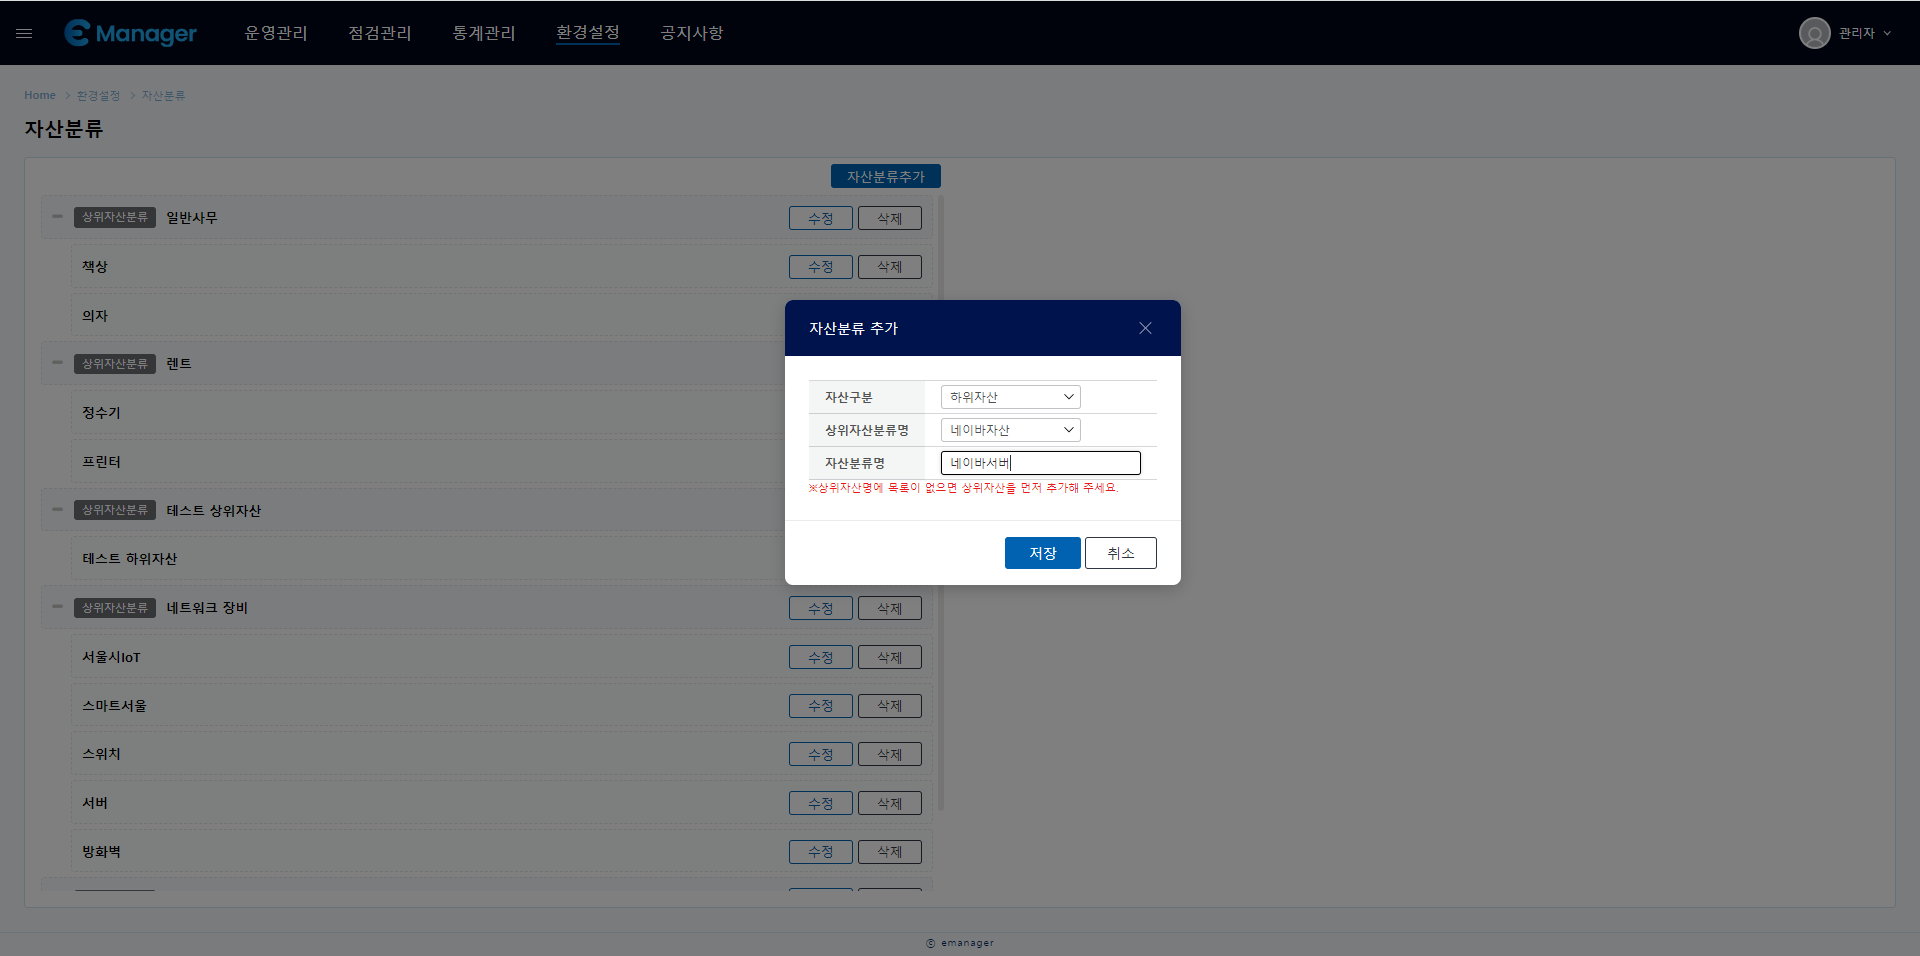 Manager 운영관리 점검관리 통계관리 환경설정 공지사항 관리자
Home > 환경설정 > 자산분류
자산분류
자산분류추가
상위자산분류 일반사무 수정 삭제
책상 수정 삭제
의자
상위자산분류 렌트
정수기
프린터
상위자산분류 테스트 상위자산
테스트 하위자산
상위자산분류 네트워크 장비 수정 삭제
서울시IoT 수정 삭제
스마트서울 수정 삭제
스위치 수정 삭제
서버 수정 삭제
방화벽 수정 삭제
자산분류 추가
자산구분 하위자산
상위자산분류명 네이바자산
자산분류명 네이바서버
※상위자산명에 목록이 없으면 상위자산을 먼저 추가해 주세요.
저장 취소
ⓒ emanager